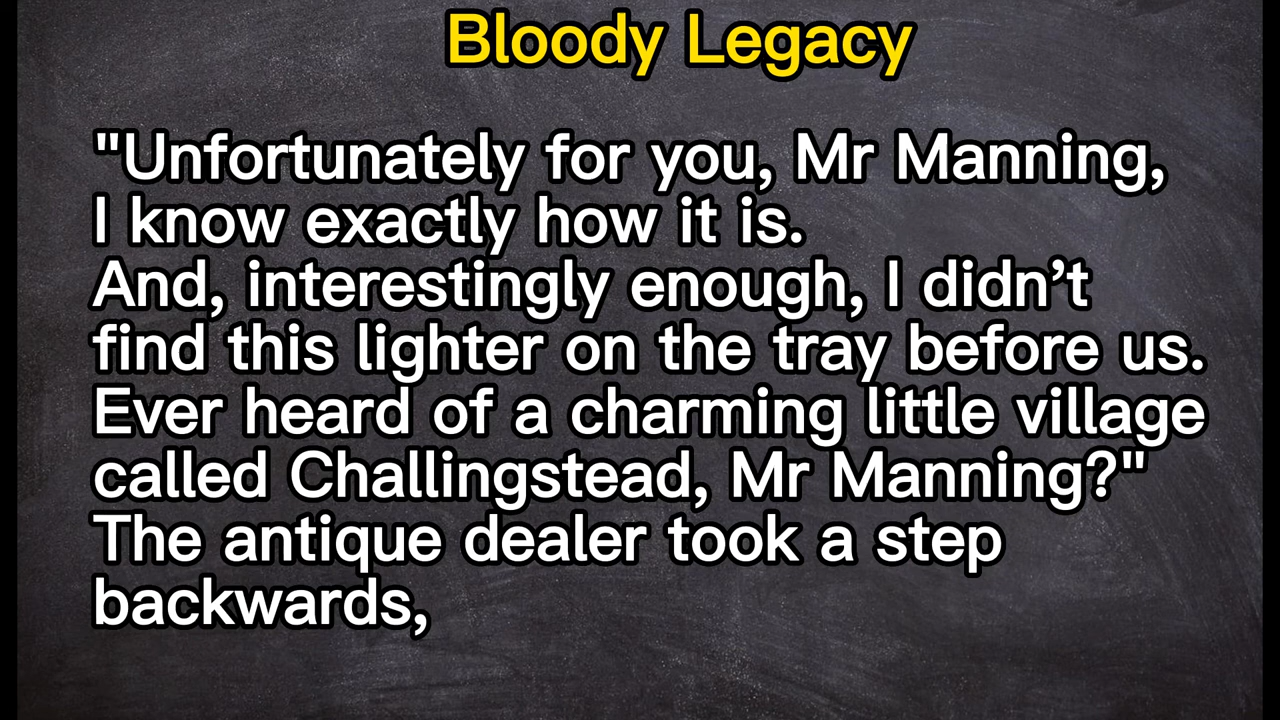 Bloody Legacy
"Unfortunately for you, Mr Manning,
I know exactly how it is.
And, interestingly enough, I didn’t
find this lighter on the tray before us.
Ever heard of a charming little village
called Challingstead, Mr Manning?"
The antique dealer took a step
backwards,